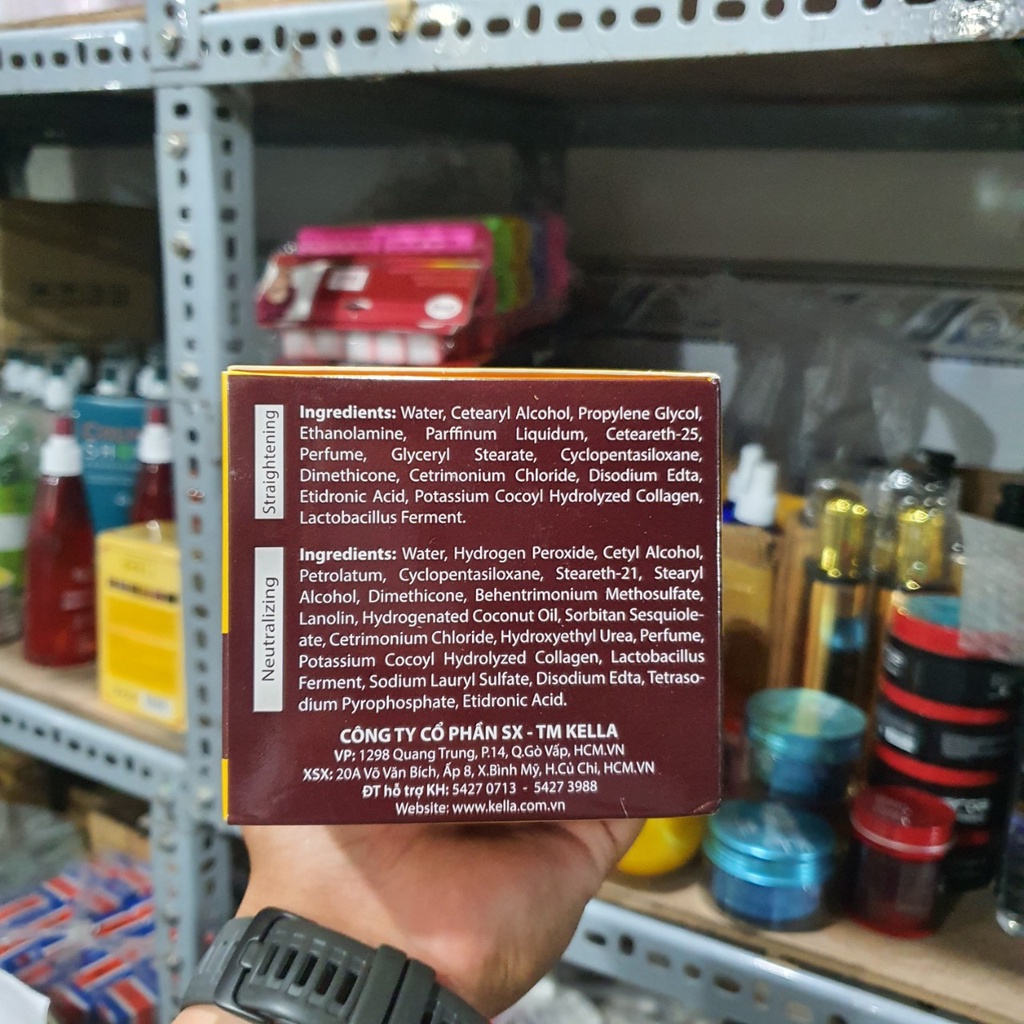 Straightening
Ingredients: Water, Cetearyl Alcohol, Propylene Glycol,
Ethanolamine, Parffinum Liquidum, Ceteareth-25,
Perfume, Glyceryl Stearate, Cyclopentasiloxane,
Dimethicone, Cetrimonium Chloride, Disodium Edta,
Etidronic Acid, Potassium Cocoyl Hydrolyzed Collagen,
Lactobacillus Ferment.
Neutralizing
Ingredients: Water, Hydrogen Peroxide, Cetyl Alcohol,
Petrolatum, Cyclopentasiloxane, Steareth-21, Stearyl
Alcohol, Dimethicone, Behentrimonium Methosulfate,
Lanolin, Hydrogenated Coconut Oil, Sorbitan Sesquiole-
ate, Cetrimonium Chloride, Hydroxyethyl Urea, Perfume,
Potassium Cocoyl Hydrolyzed Collagen, Lactobacillus
Ferment, Sodium Lauryl Sulfate, Disodium Edta, Tetraso-
dium Pyrophosphate, Etidronic Acid.
CÔNG TY CỔ PHẦN SX - TM KELLA
VP: 1298 Quang Trung, P.14, Q.Gò Vấp, HCM.VN
XSX: 20A Võ Văn Bích, Ấp 8, X.Bình Mỹ, H.Củ Chi, HCM.VN
ĐT hỗ trợ KH: 5427 0713 - 5427 3988
Website: www.kella.com.vn